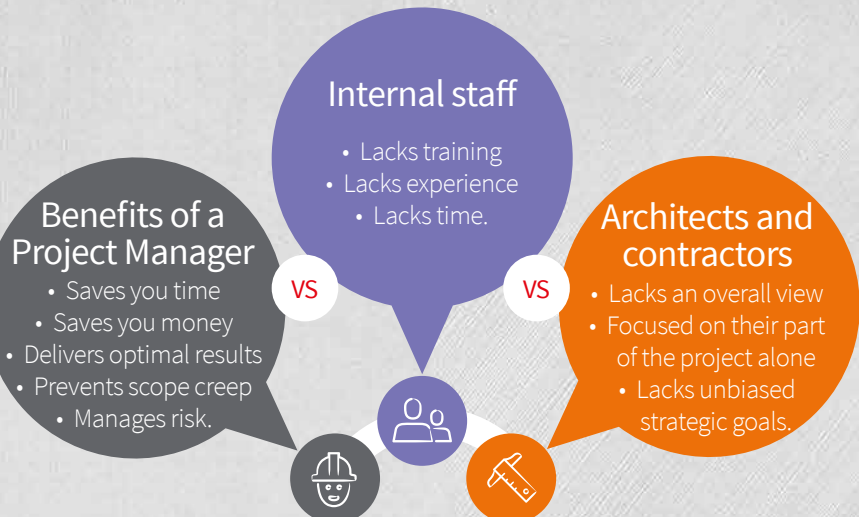 Benefits of a
Project Manager
• Saves you time
• Saves you money
• Delivers optimal results
• Prevents scope creep
• Manages risk.
VS
Internal staff
• Lacks training
• Lacks experience
• Lacks time.
VS
Architects and
contractors
• Lacks an overall view
• Focused on their part
of the project alone
• Lacks unbiased
strategic goals.